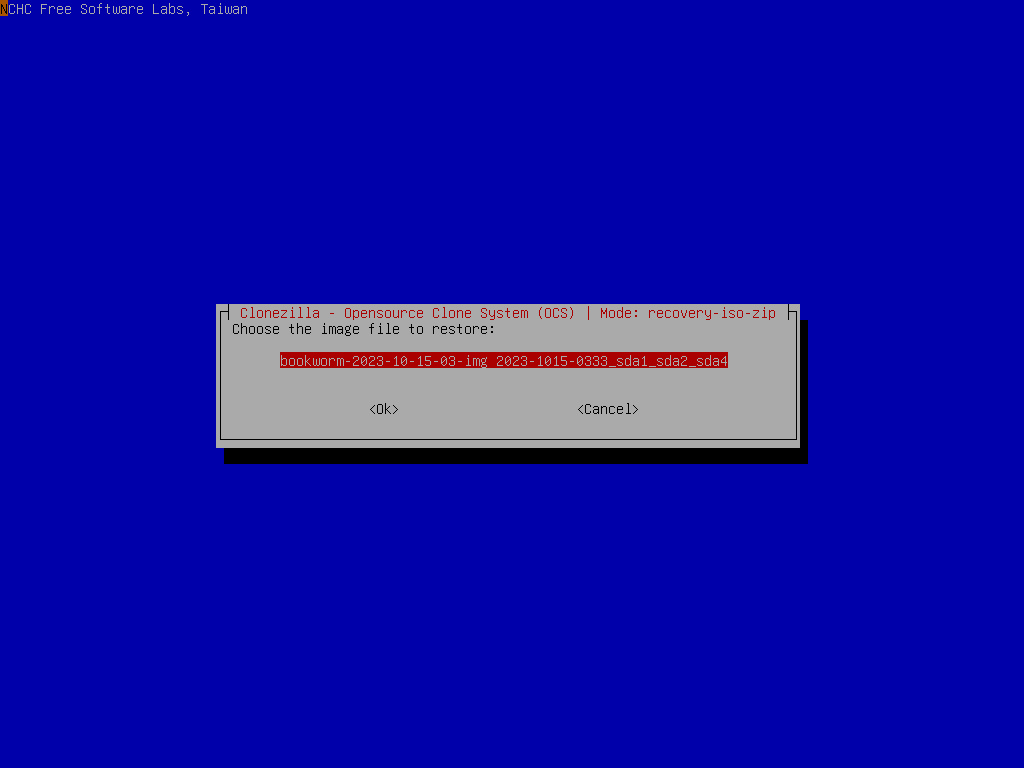 NCHC Free Software Labs, Taiwan
Clonezilla - Opensource Clone System (OCS) | Mode: recovery-iso-zip
Choose the image file to restore:
bookworm-2023-10-15-03-img 2023-1015-0333_sda1_sda2_sda4
<Ok> <Cancel>